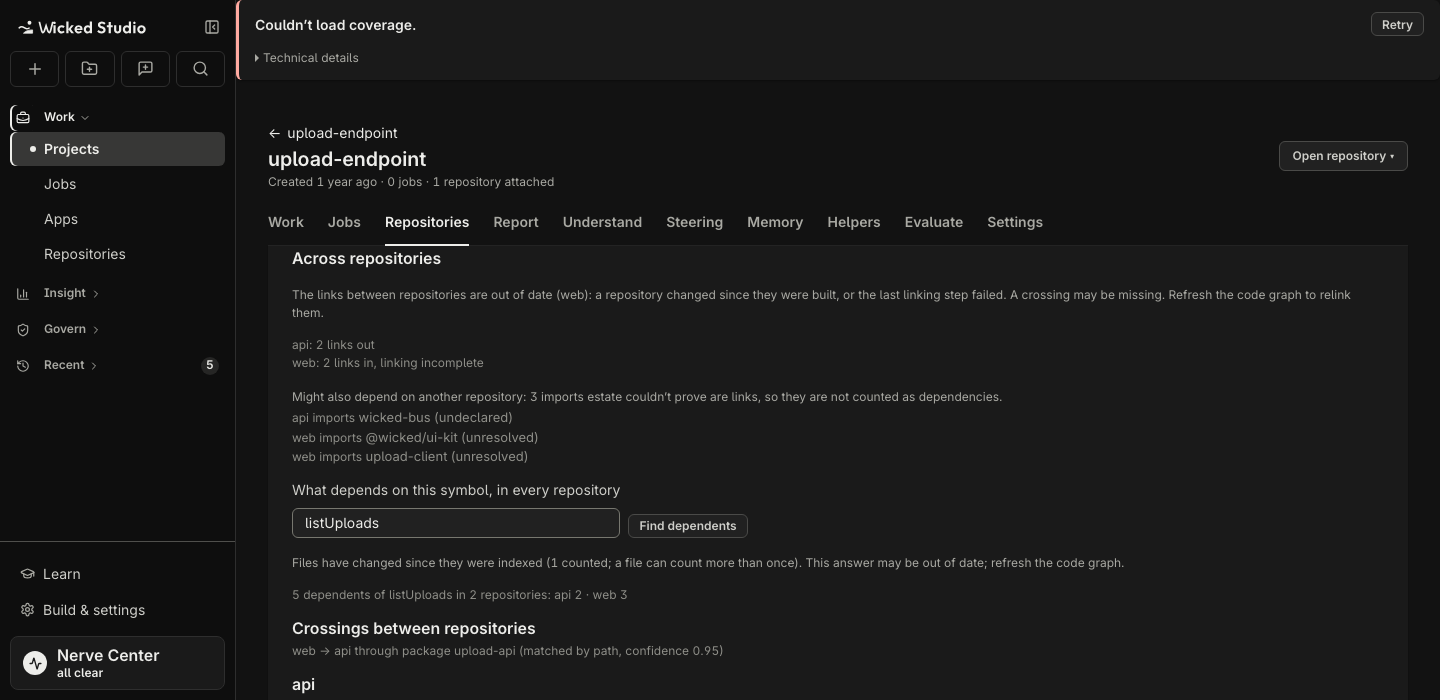 Wicked Studio
Work
Projects
Jobs
Apps
Repositories
Insight
Govern
Recent
5
Learn
Build & settings
Nerve Center
all clear
Couldn’t load coverage.
Retry
Technical details
← upload-endpoint
upload-endpoint
Created 1 year ago · 0 jobs · 1 repository attached
Open repository ▾
Work Jobs Repositories Report Understand Steering Memory Helpers Evaluate Settings
Across repositories
The links between repositories are out of date (web): a repository changed since they were built, or the last linking step failed. A crossing may be missing. Refresh the code graph to relink
them.
api: 2 links out
web: 2 links in, linking incomplete
Might also depend on another repository: 3 imports estate couldn’t prove are links, so they are not counted as dependencies.
api imports wicked-bus (undeclared)
web imports @wicked/ui-kit (unresolved)
web imports upload-client (unresolved)
What depends on this symbol, in every repository
listUploads
Find dependents
Files have changed since they were indexed (1 counted; a file can count more than once). This answer may be out of date; refresh the code graph.
5 dependents of listUploads in 2 repositories: api 2 · web 3
Crossings between repositories
web → api through package upload-api (matched by path, confidence 0.95)
api